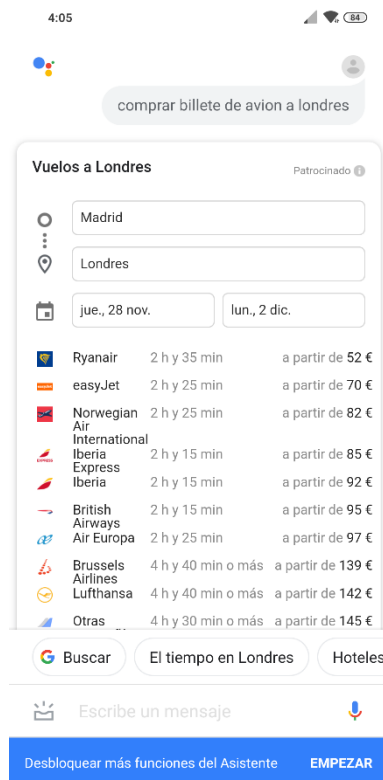 4:05
84
comprar billete de avion a londres
Vuelos a Londres
Patrocinado
Madrid
Londres
jue., 28 nov.
lun., 2 dic.
Ryanair 2 h y 35 min a partir de 52 €
easyJet 2 h y 25 min a partir de 70 €
Norwegian 2 h y 25 min a partir de 82 €
Air
International
Iberia 2 h y 15 min a partir de 85 €
Express
Iberia 2 h y 15 min a partir de 92 €
British 2 h y 15 min a partir de 95 €
Airways
Air Europa 2 h y 25 min a partir de 97 €
Brussels 4 h y 40 min o más a partir de 139 €
Airlines
Lufthansa 4 h y 40 min o más a partir de 142 €
Otras 4 h y 30 min o más a partir de 145 €
G Buscar
El tiempo en Londres
Hoteles
Escribe un mensaje
Desbloquear más funciones del Asistente EMPEZAR